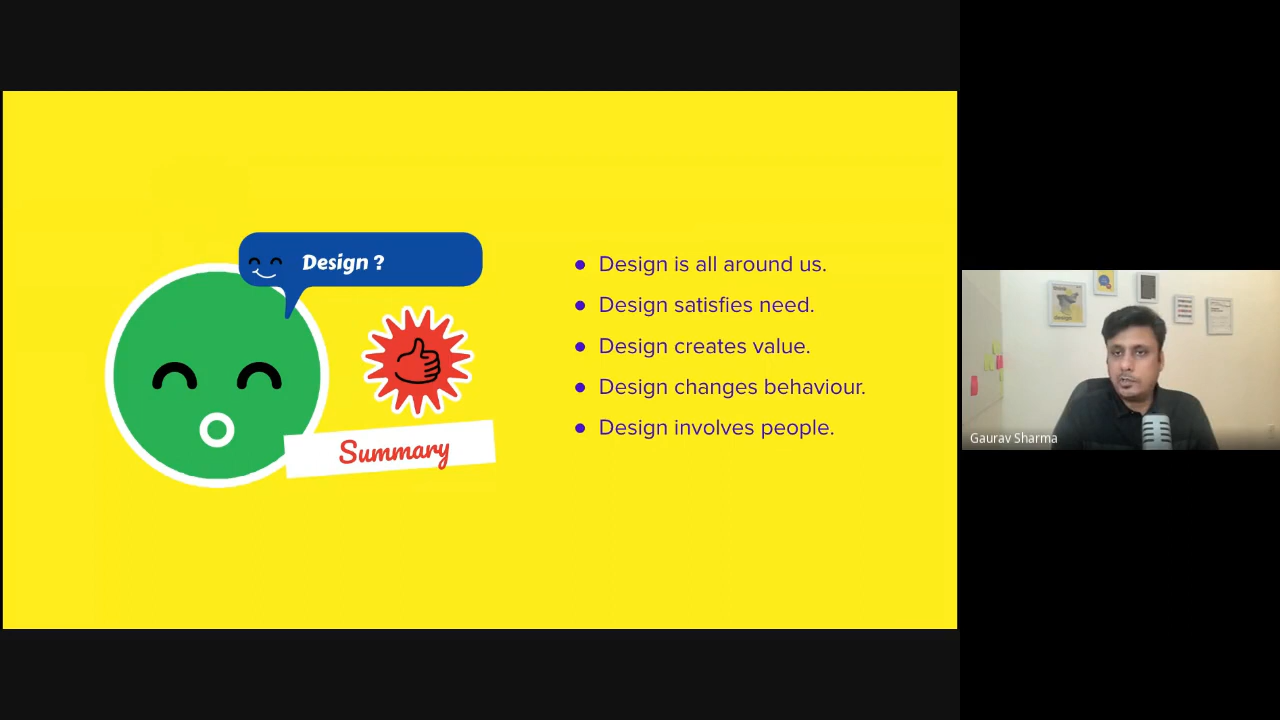 Design ?
Summary
Design is all around us.
Design satisfies need.
Design creates value.
Design changes behaviour.
Design involves people.
Gaurav Sharma